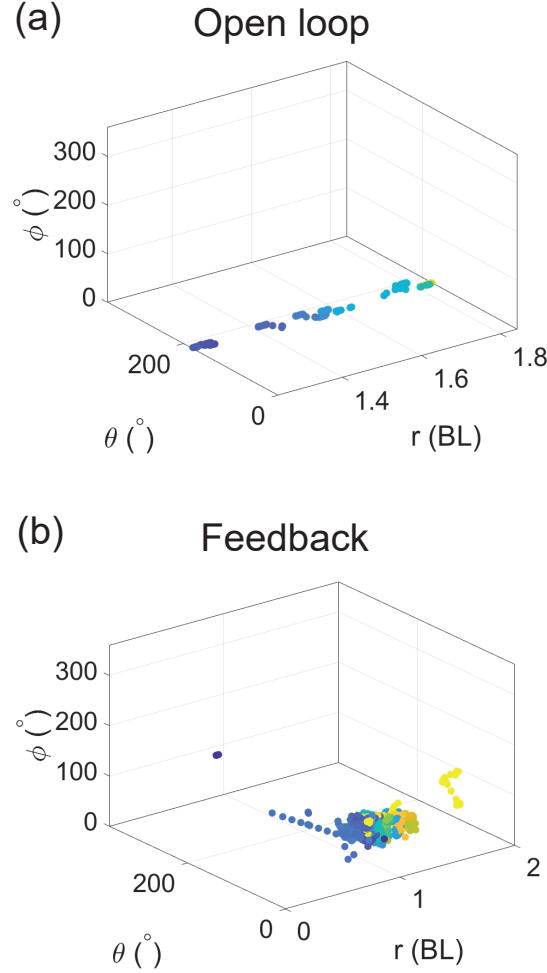 (a)
Open loop
300
200
100
0
ϕ (°)
200
0
θ (°)
1.4
1.6
1.8
r (BL)
(b)
Feedback
300
200
100
0
ϕ (°)
200
0
θ (°)
0
1
2
r (BL)